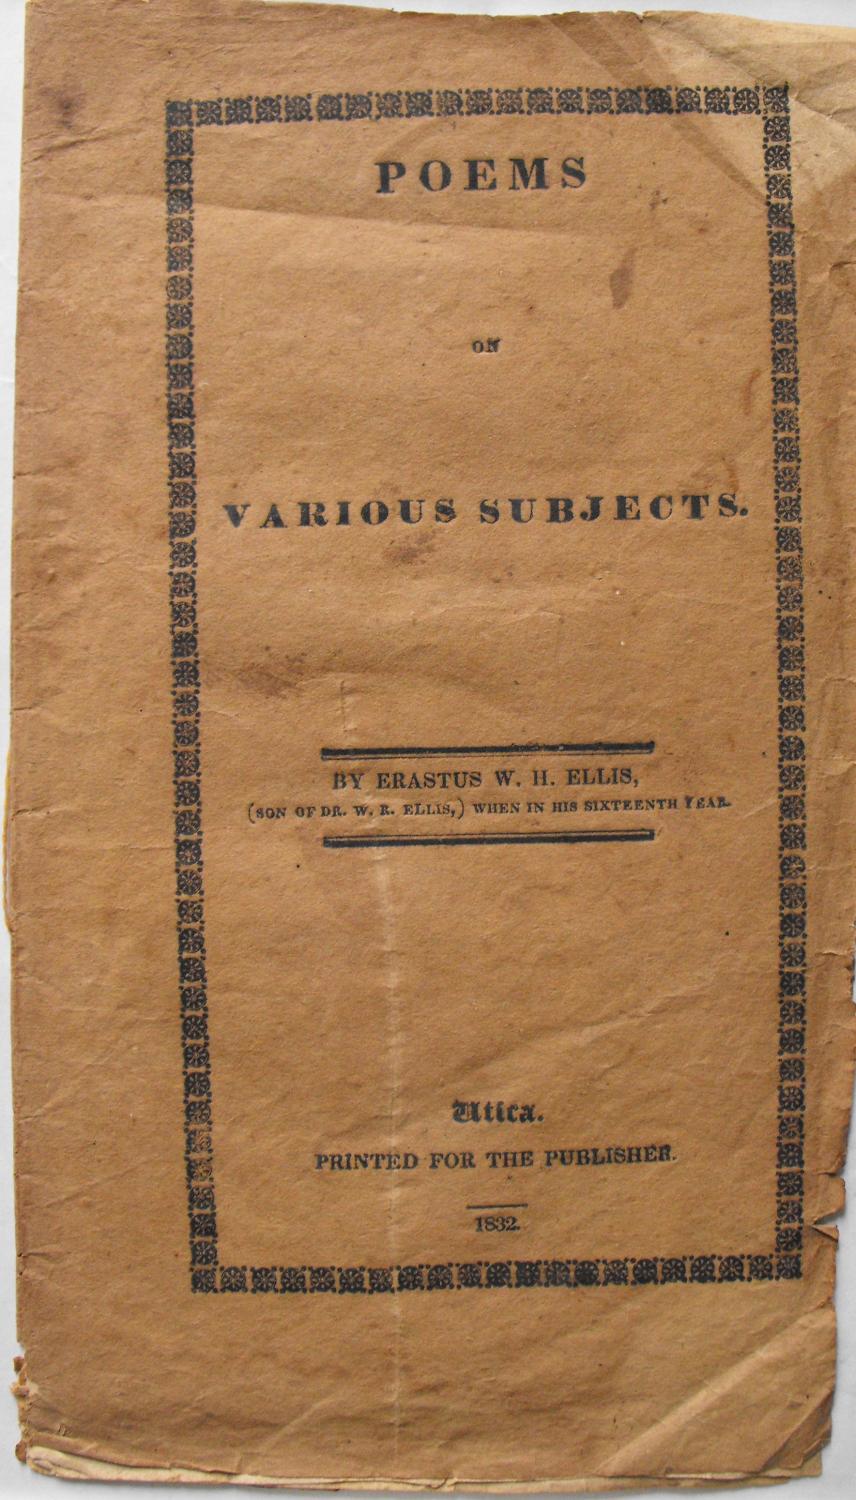 POEMS
ON
VARIOUS SUBJECTS.
BY ERASTUS W. H. ELLIS,
(SON OF DR. W. R. ELLIS,) WHEN IN HIS SIXTEENTH YEAR.
Utica.
PRINTED FOR THE PUBLISHER.
1832.